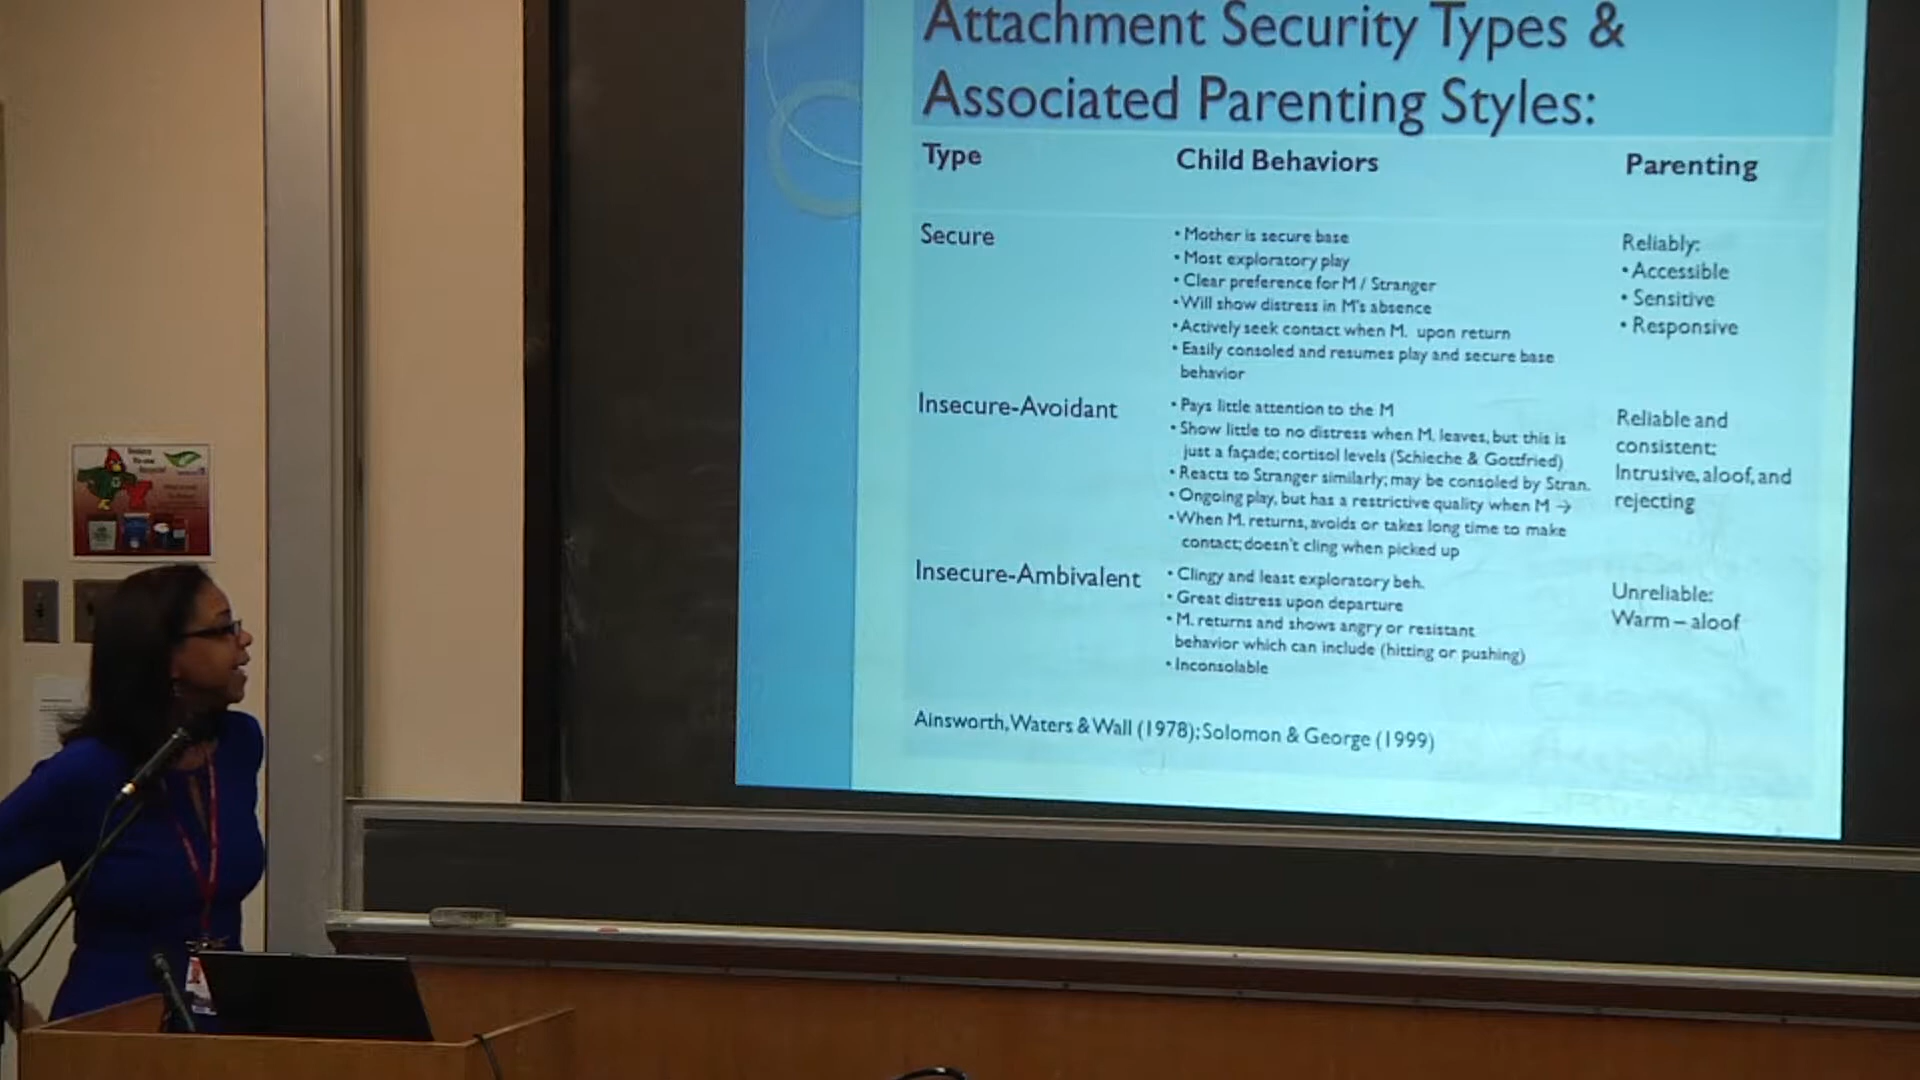 Attachment Security Types &
Associated Parenting Styles:
Type Child Behaviors Parenting
Secure
• Mother is secure base
• Most exploratory play
• Clear preference for M / Stranger
• Will show distress in M's absence
• Actively seek contact when M. upon return
• Easily consoled and resumes play and secure base
behavior
Reliably:
• Accessible
• Sensitive
• Responsive
Insecure-Avoidant
• Pays little attention to the M
• Show little to no distress when M. leaves, but this is
just a façade; cortisol levels (Schieche & Gottfried)
• Reacts to Stranger similarly; may be consoled by Stran.
• Ongoing play, but has a restrictive quality when M →
• When M. returns, avoids or takes long time to make
contact; doesn't cling when picked up
Reliable and
consistent:
Intrusive, aloof, and
rejecting
Insecure-Ambivalent
• Clingy and least exploratory beh.
• Great distress upon departure
• M. returns and shows angry or resistant
behavior which can include (hitting or pushing)
• Inconsolable
Unreliable:
Warm – aloof
Ainsworth, Waters & Wall (1978); Solomon & George (1999)